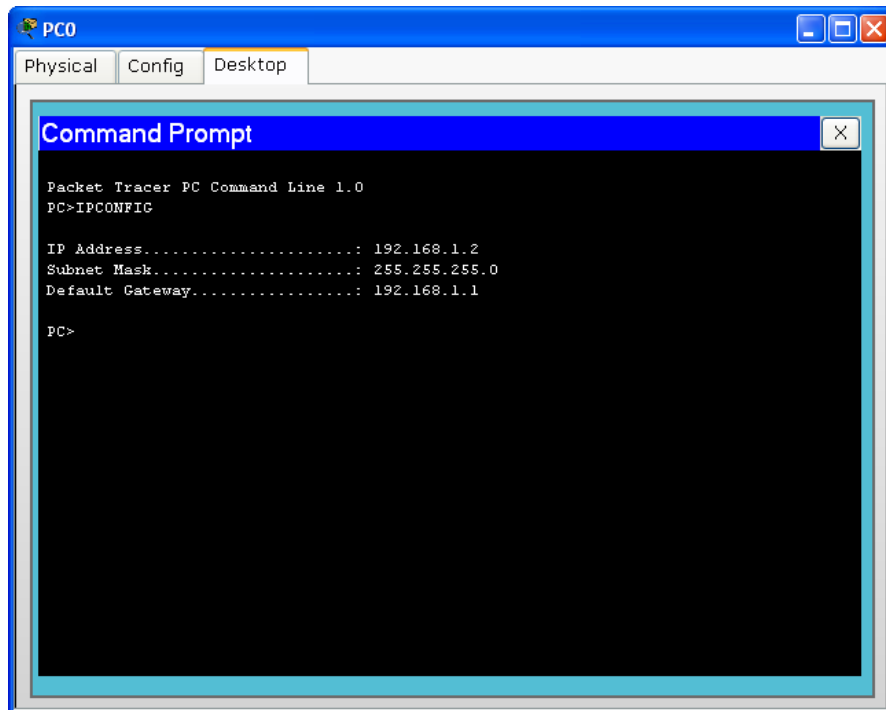 PC0
Physical Config Desktop
Command Prompt X
Packet Tracer PC Command Line 1.0
PC>IPCONFIG
IP Address......................: 192.168.1.2
Subnet Mask.....................: 255.255.255.0
Default Gateway.................: 192.168.1.1
PC>